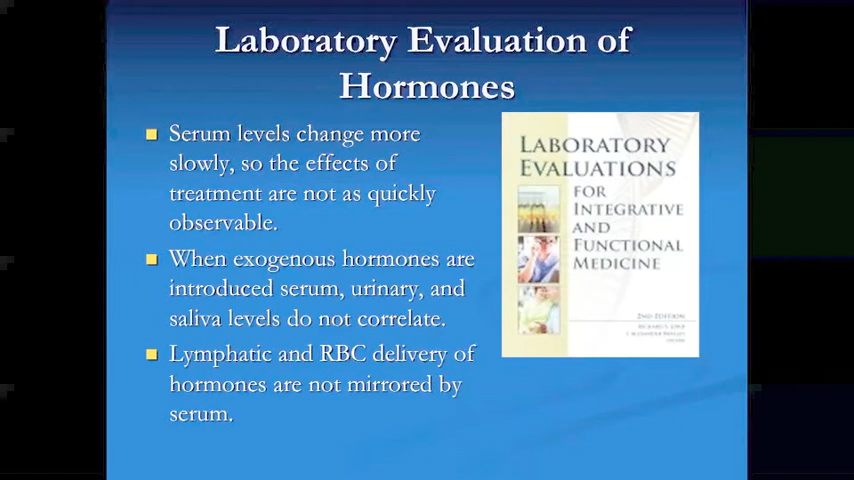 Laboratory Evaluation of
Hormones
Serum levels change more
slowly, so the effects of
treatment are not as quickly
observable.
When exogenous hormones are
introduced serum, urinary, and
saliva levels do not correlate.
Lymphatic and RBC delivery of
hormones are not mirrored by
serum.
LABORATORY
EVALUATIONS
FOR
INTEGRATIVE
AND
FUNCTIONAL
MEDICINE
2ND EDITION